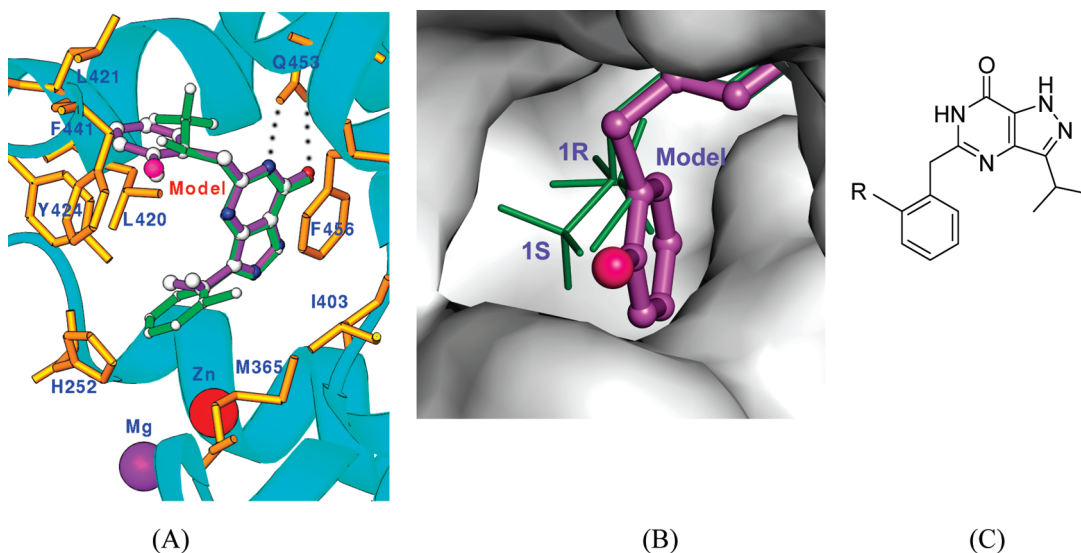 L421
Q453
F441
Model
Y424
L420
F456
I403
H252
Zn
M365
Mg
(A)
1R
Model
1S
(B)
O
H
N
HN
N
N
R
(C)